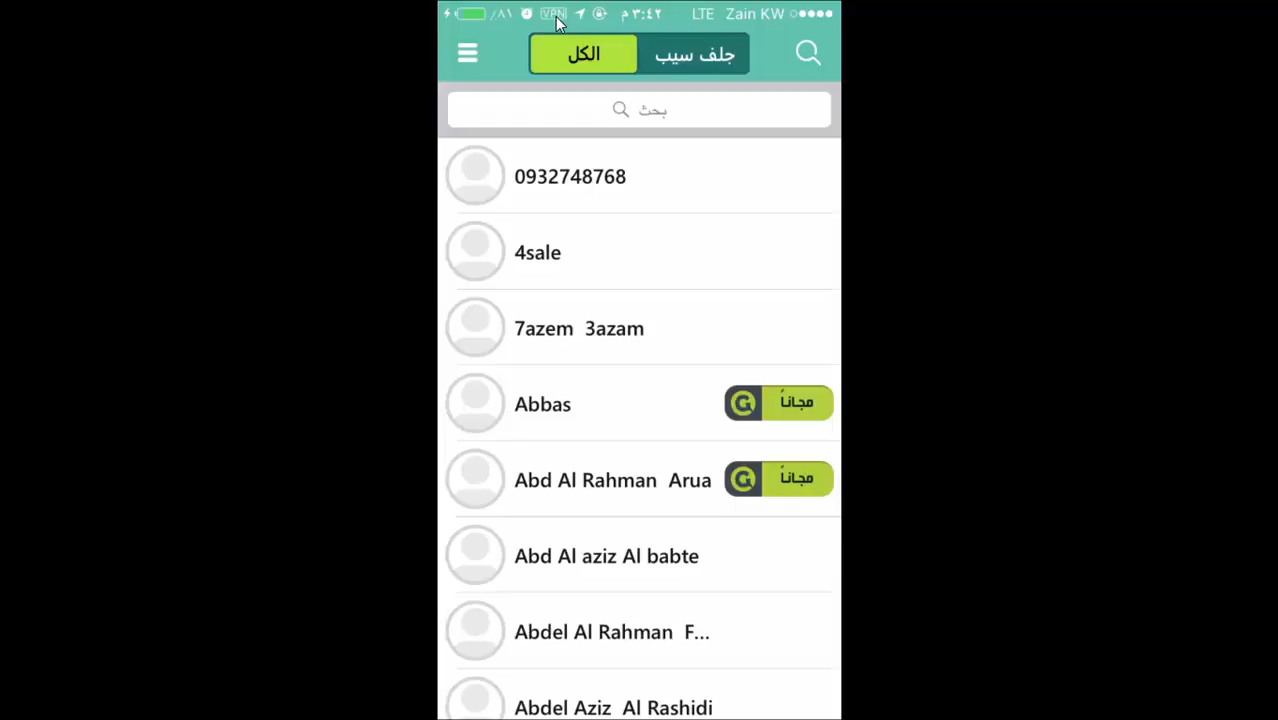 ٨١٪ VPN ٣:٤٢ م LTE Zain KW
الكل جلف سيب
بحث
0932748768
4sale
7azem 3azam
Abbas مجاناً
Abd Al Rahman Arua مجاناً
Abd Al aziz Al babte
Abdel Al Rahman F...
Abdel Aziz Al Rashidi